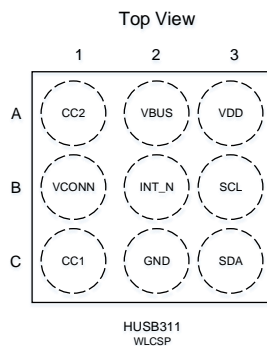 Top View
1 2 3
A CC2 VBUS VDD
B VCONN INT_N SCL
C CC1 GND SDA
HUSB311
WLCSP